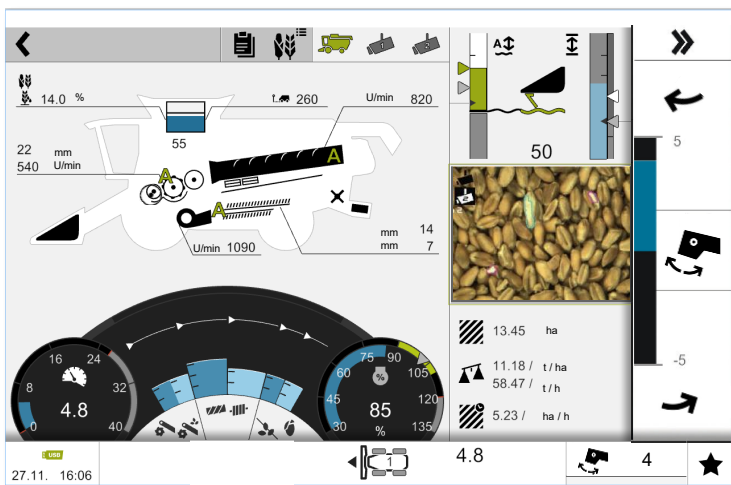 14.0 %
260
U/min 820
55
22 mm
540 U/min
A
A
A
U/min 1090
mm 14
mm 7
A
50
5
-5
13.45 ha
11.18 / t / ha
58.47 / t / h
5.23 / ha / h
0
8
16
24
32
40
4.8
30
45
60
75
90
105
120
135
%
85
%
USB
27.11. 16:06
1
4.8
4